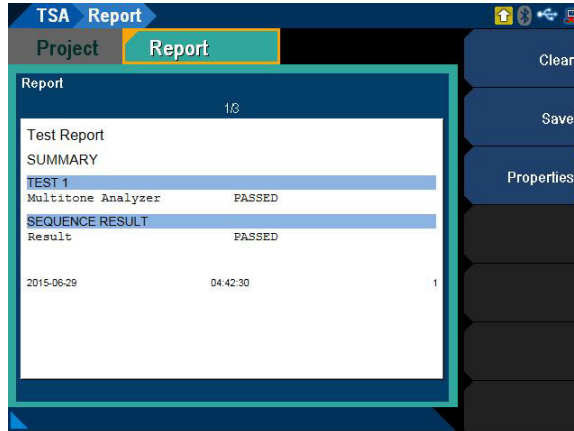 TSA Report
Project Report
Clear
Report
1/3
Save
Test Report
SUMMARY
TEST 1
Multitone Analyzer PASSED
Properties
SEQUENCE RESULT
Result PASSED
2015-06-29 04:42:30 1